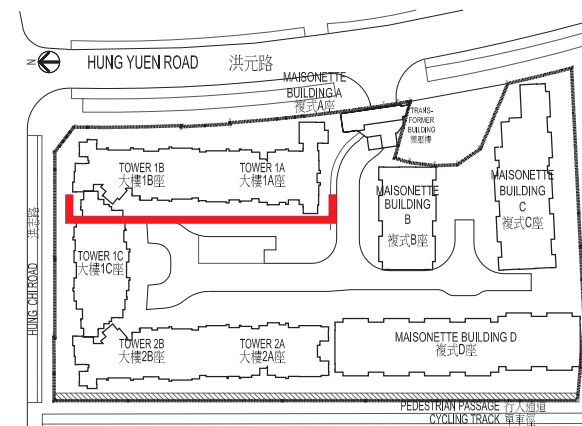 N
HUNG YUEN ROAD 洪元路
MAISONETTE
BUILDING A
複式A座
TRANS-
FORMER
BUILDING
變壓樓
TOWER 1B
大樓1B座
TOWER 1A
大樓1A座
MAISONETTE
BUILDING
B
複式B座
MAISONETTE
BUILDING
C
複式C座
HUNG CHI ROAD 洪志路
TOWER 1C
大樓1C座
TOWER 2B
大樓2B座
TOWER 2A
大樓2A座
MAISONETTE BUILDING D
複式D座
PEDESTRIAN PASSAGE 行人通道
CYCLING TRACK 單車徑